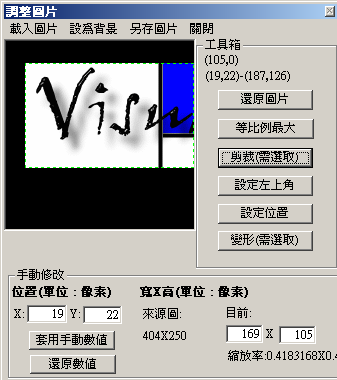 調整圖片
載入圖片 設為背景 另存圖片 關閉
工具箱
(105,0)
(19,22)-(187,126)
還原圖片
等比例最大
剪裁(需選取)
設定左上角
設定位置
變形(需選取)
Visu
手動修改
位置(單位：像素) 寬X高(單位：像素)
X: 19 Y: 22 來源圖: 目前:
套用手動數值 404X250 169 X 105
還原數值 縮放率:0.4183168X0.4